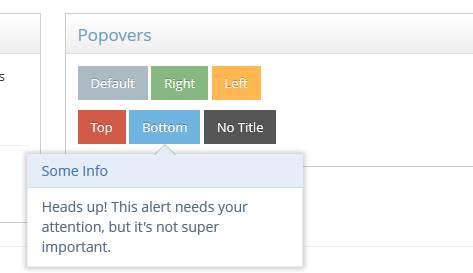 s
Popovers
Default Right Left
Top Bottom No Title
Some Info
Heads up! This alert needs your
attention, but it's not super
important.